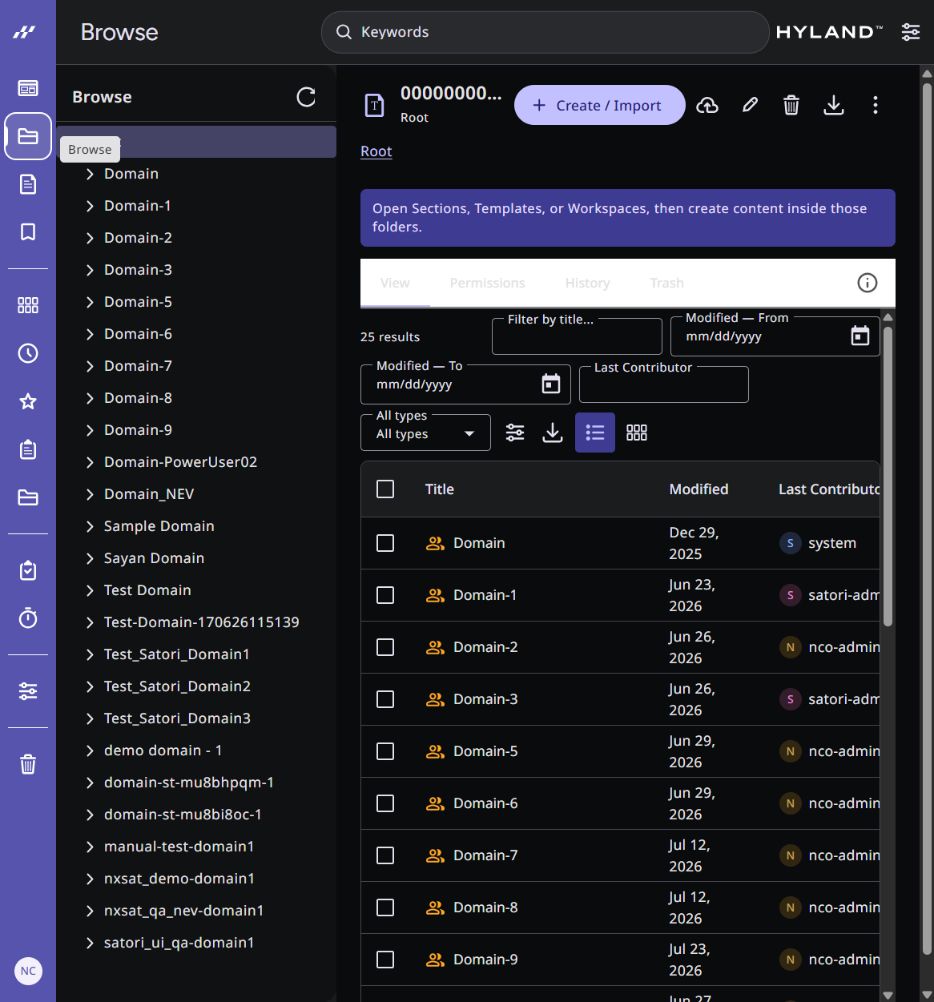 Browse
Keywords
HYLAND™
Browse
00000000...
Root
Create / Import
Browse
Root
Open Sections, Templates, or Workspaces, then create content inside those
folders.
Domain
Domain-1
Domain-2
Domain-3
Domain-5
Domain-6
Domain-7
Domain-8
Domain-9
Domain-PowerUser02
Domain_NEV
Sample Domain
Sayan Domain
Test Domain
Test-Domain-170626115139
Test_Satori_Domain1
Test_Satori_Domain2
Test_Satori_Domain3
demo domain - 1
domain-st-mu8bhpqm-1
domain-st-mu8bi8oc-1
manual-test-domain1
nxsat_demo-domain1
nxsat_qa_nev-domain1
satori_ui_qa-domain1
NC
View Permissions History Trash
25 results
Filter by title...
Modified — From
mm/dd/yyyy
Modified — To
mm/dd/yyyy
Last Contributor
All types
All types
Title Modified Last Contributo
Domain Dec 29, 2025 S system
Domain-1 Jun 23, 2026 S satori-adm
Domain-2 Jun 26, 2026 N nco-admin
Domain-3 Jun 26, 2026 S satori-adm
Domain-5 Jun 29, 2026 N nco-admin
Domain-6 Jun 29, 2026 N nco-admin
Domain-7 Jul 12, 2026 N nco-admin
Domain-8 Jul 12, 2026 N nco-admin
Domain-9 Jul 23, 2026 N nco-admin
Jun 27,